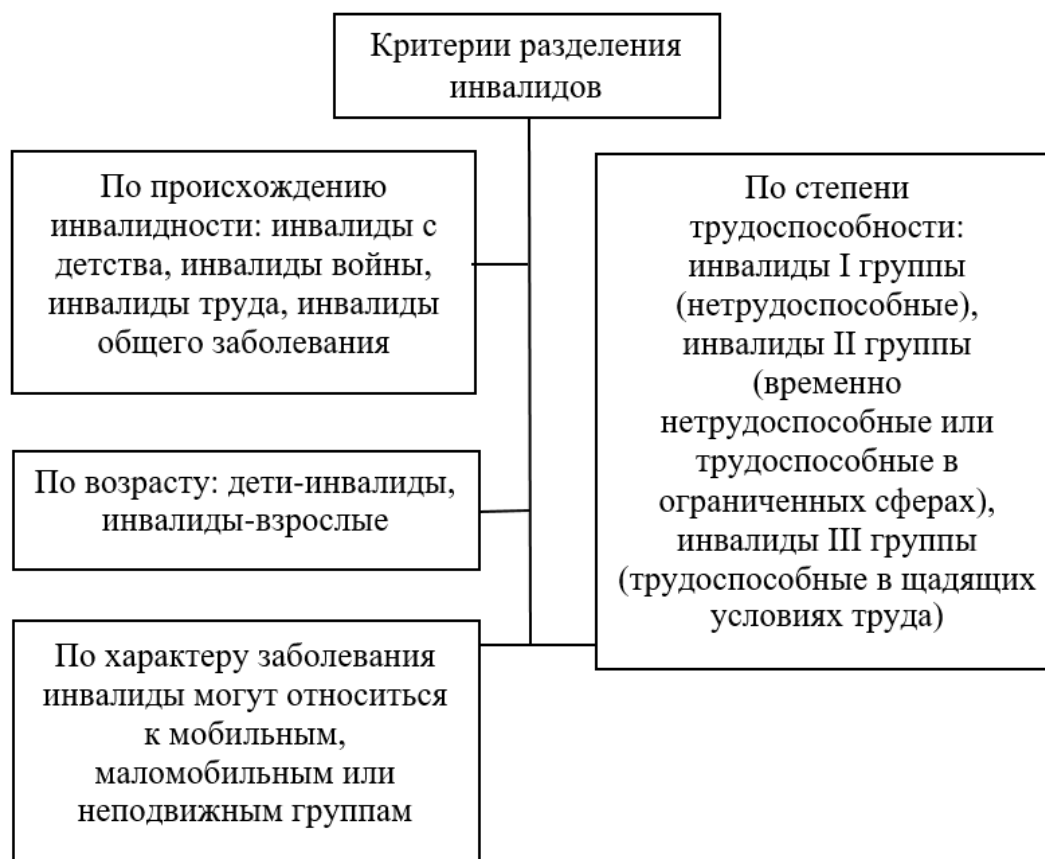 Критерии разделения
инвалидов
По происхождению
инвалидности: инвалиды с
детства, инвалиды войны,
инвалиды труда, инвалиды
общего заболевания
По возрасту: дети-инвалиды,
инвалиды-взрослые
По характеру заболевания
инвалиды могут относиться
к мобильным,
маломобильным или
неподвижным группам
По степени
трудоспособности:
инвалиды I группы
(нетрудоспособные),
инвалиды II группы
(временно
нетрудоспособные или
трудоспособные в
ограниченных сферах),
инвалиды III группы
(трудоспособные в щадящих
условиях труда)